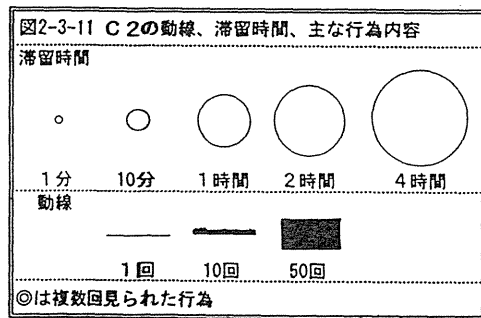 図2-3-11 C2の動線、滞留時間、主な行為内容
滞留時間
1分 10分 1時間 2時間 4時間
動線
1回 10回 50回
◎は複数回見られた行為